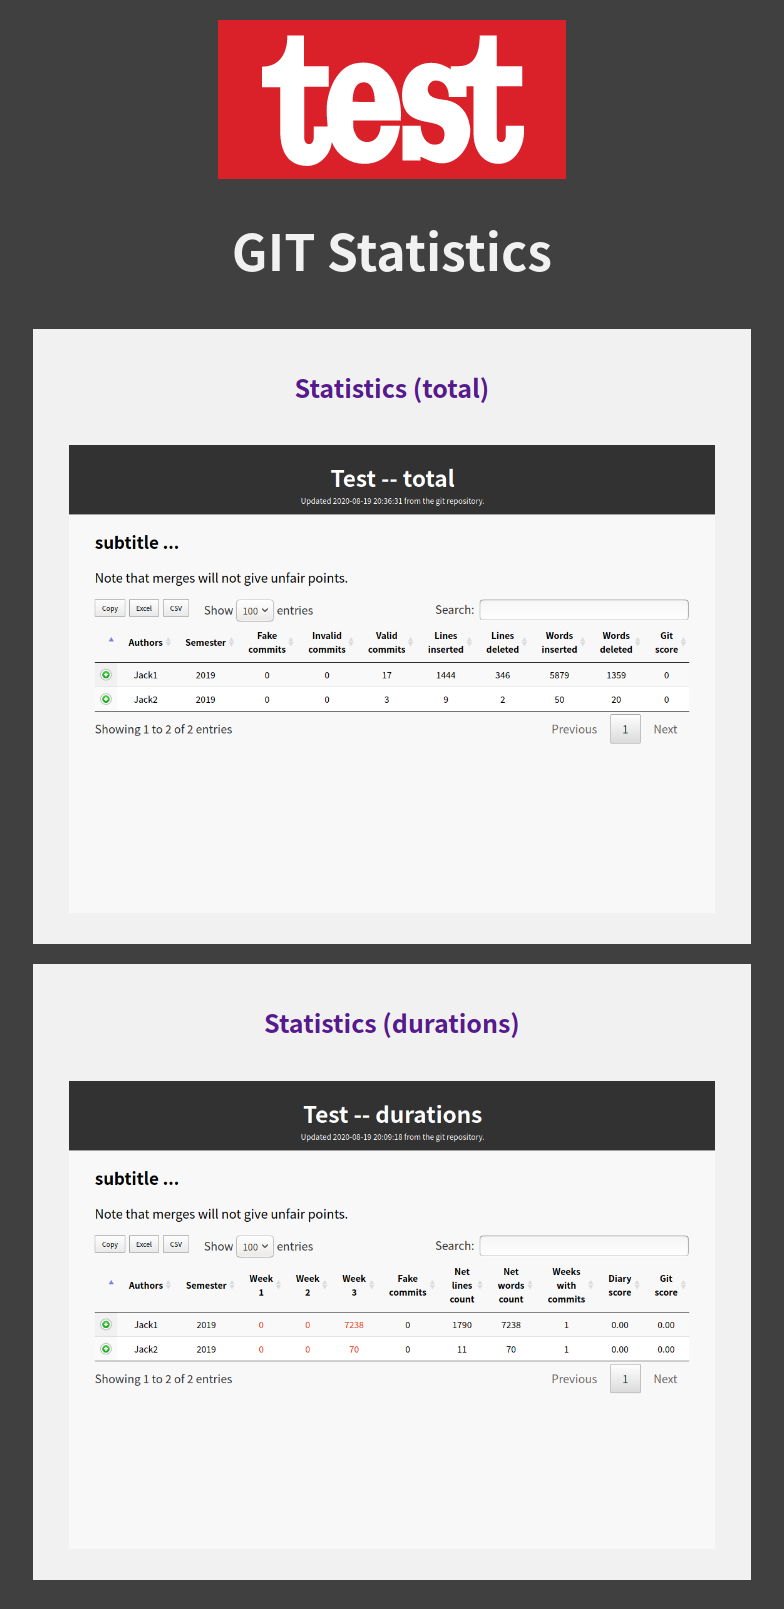 test
GIT Statistics
Statistics (total)
Test -- total
Updated 2020-08-19 20:36:31 from the git repository.
subtitle ...
Note that merges will not give unfair points.
Copy Excel CSV Show 100 entries Search:
Authors Semester Fake commits Invalid commits Valid commits Lines inserted Lines deleted Words inserted Words deleted Git score
Jack1 2019 0 0 17 1444 346 5879 1359 0
Jack2 2019 0 0 3 9 2 50 20 0
Showing 1 to 2 of 2 entries Previous 1 Next
Statistics (durations)
Test -- durations
Updated 2020-08-19 20:09:18 from the git repository.
subtitle ...
Note that merges will not give unfair points.
Copy Excel CSV Show 100 entries Search:
Authors Semester Week 1 Week 2 Week 3 Fake commits Net lines count Net words count Weeks with commits Diary score Git score
Jack1 2019 0 0 7238 0 1790 7238 1 0.00 0.00
Jack2 2019 0 0 70 0 11 70 1 0.00 0.00
Showing 1 to 2 of 2 entries Previous 1 Next